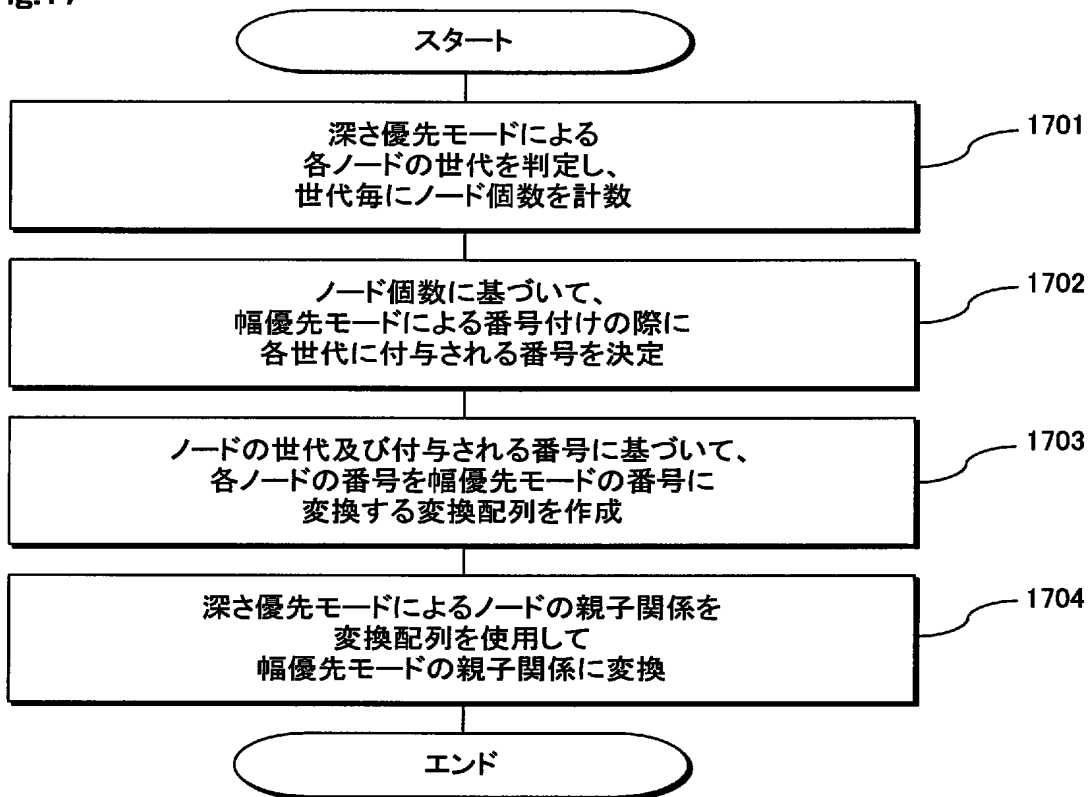 スタート
深さ優先モードによる
各ノードの世代を判定し、
世代毎にノード個数を計数
1701
ノード個数に基づいて、
幅優先モードによる番号付けの際に
各世代に付与される番号を決定
1702
ノードの世代及び付与される番号に基づいて、
各ノードの番号を幅優先モードの番号に
変換する変換配列を作成
1703
深さ優先モードによるノードの親子関係を
変換配列を使用して
幅優先モードの親子関係に変換
1704
エンド